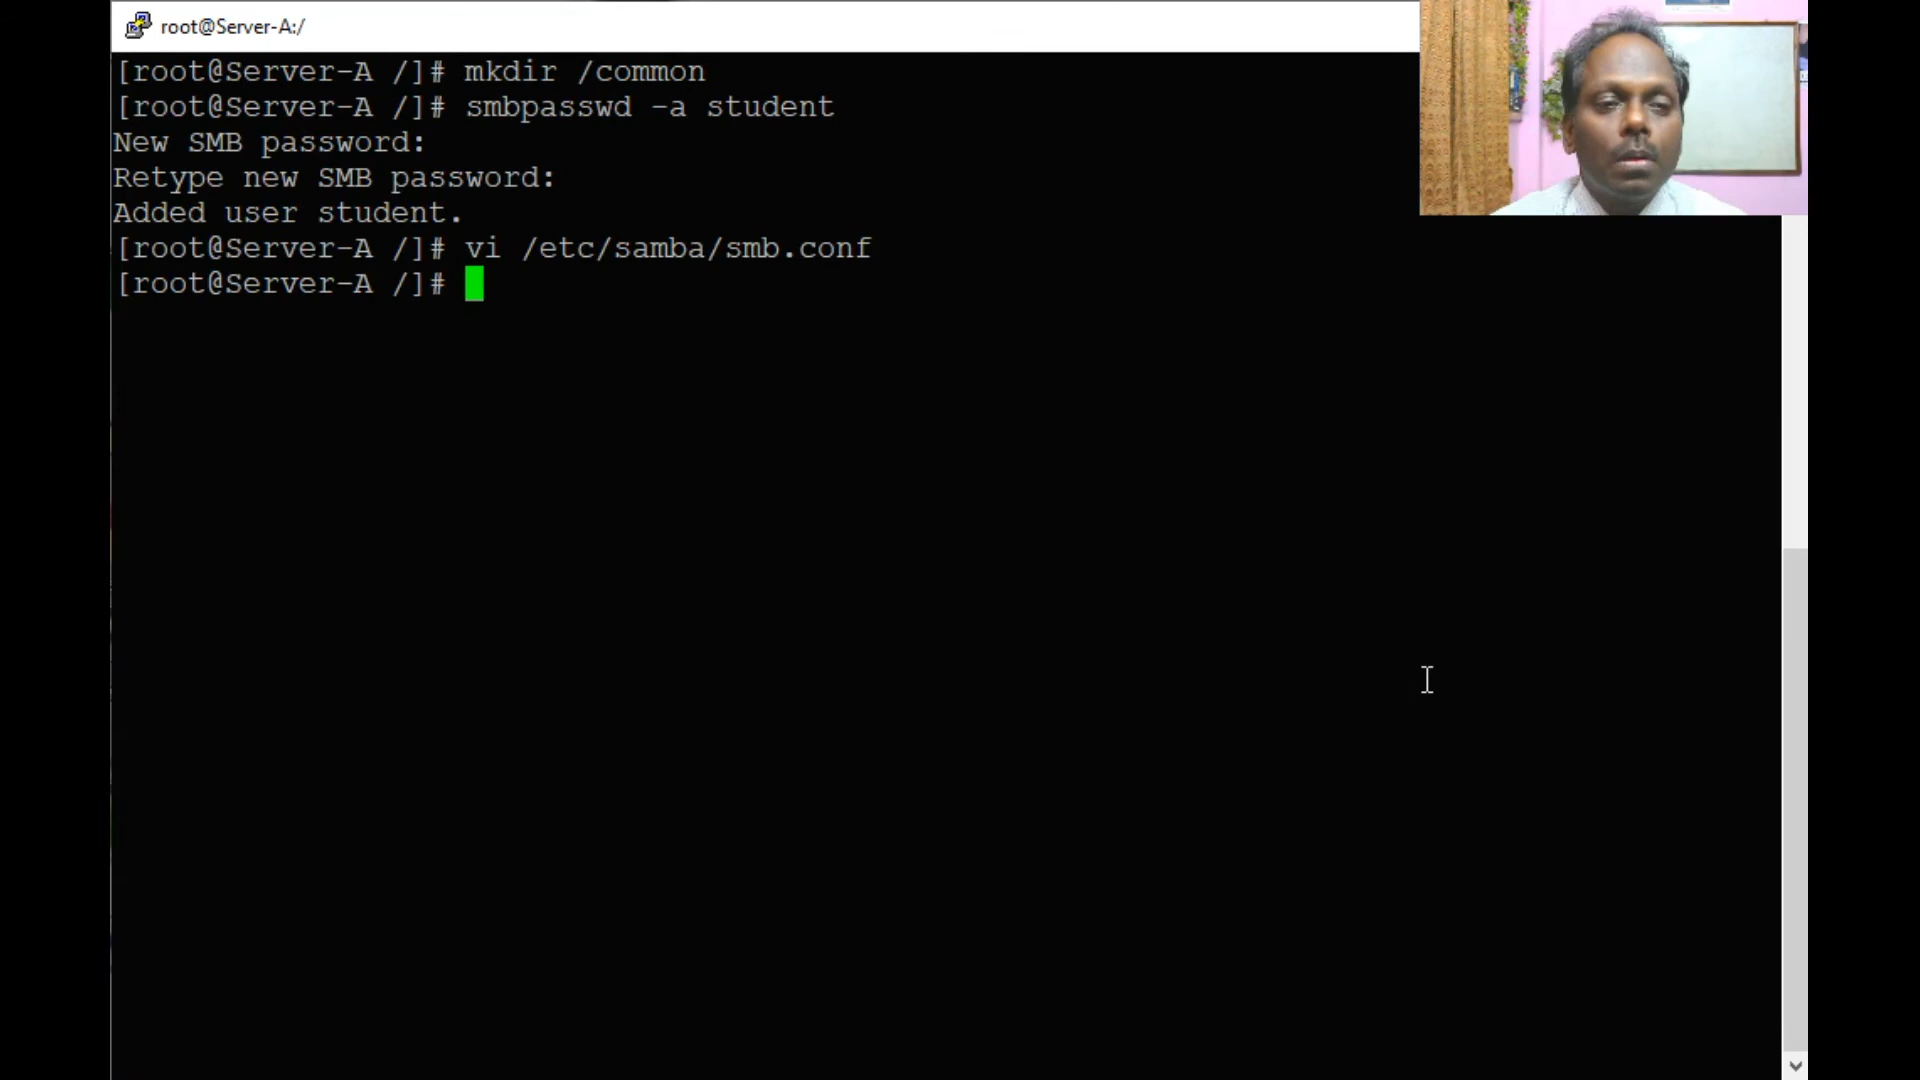 root@Server-A:/
[root@Server-A /]# mkdir /common
[root@Server-A /]# smbpasswd -a student
New SMB password:
Retype new SMB password:
Added user student.
[root@Server-A /]# vi /etc/samba/smb.conf
[root@Server-A /]#